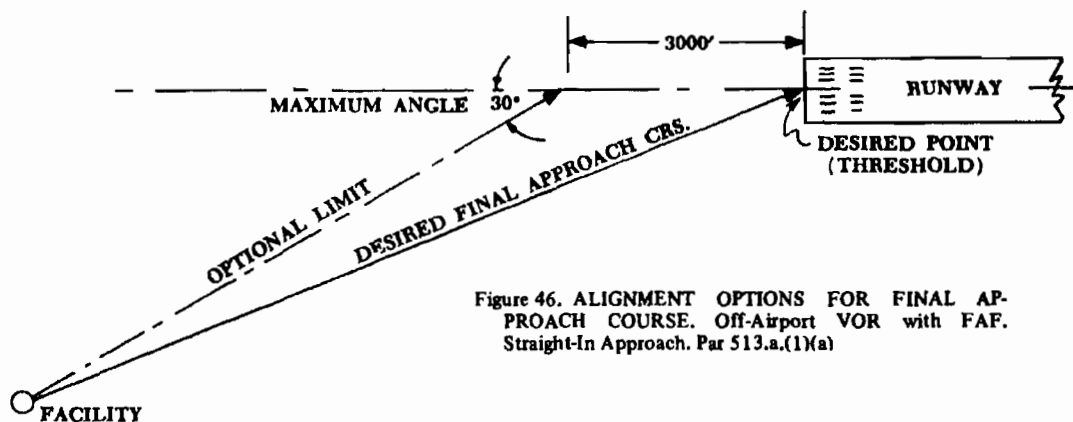 3000'
RUNWAY
MAXIMUM ANGLE 30°
DESIRED POINT
(THRESHOLD)
OPTIONAL LIMIT
DESIRED FINAL APPROACH CRS.
Figure 46. ALIGNMENT OPTIONS FOR FINAL AP-
PROACH COURSE. Off-Airport VOR with FAF.
Straight-In Approach. Par 513.a.(1)(a)
FACILITY